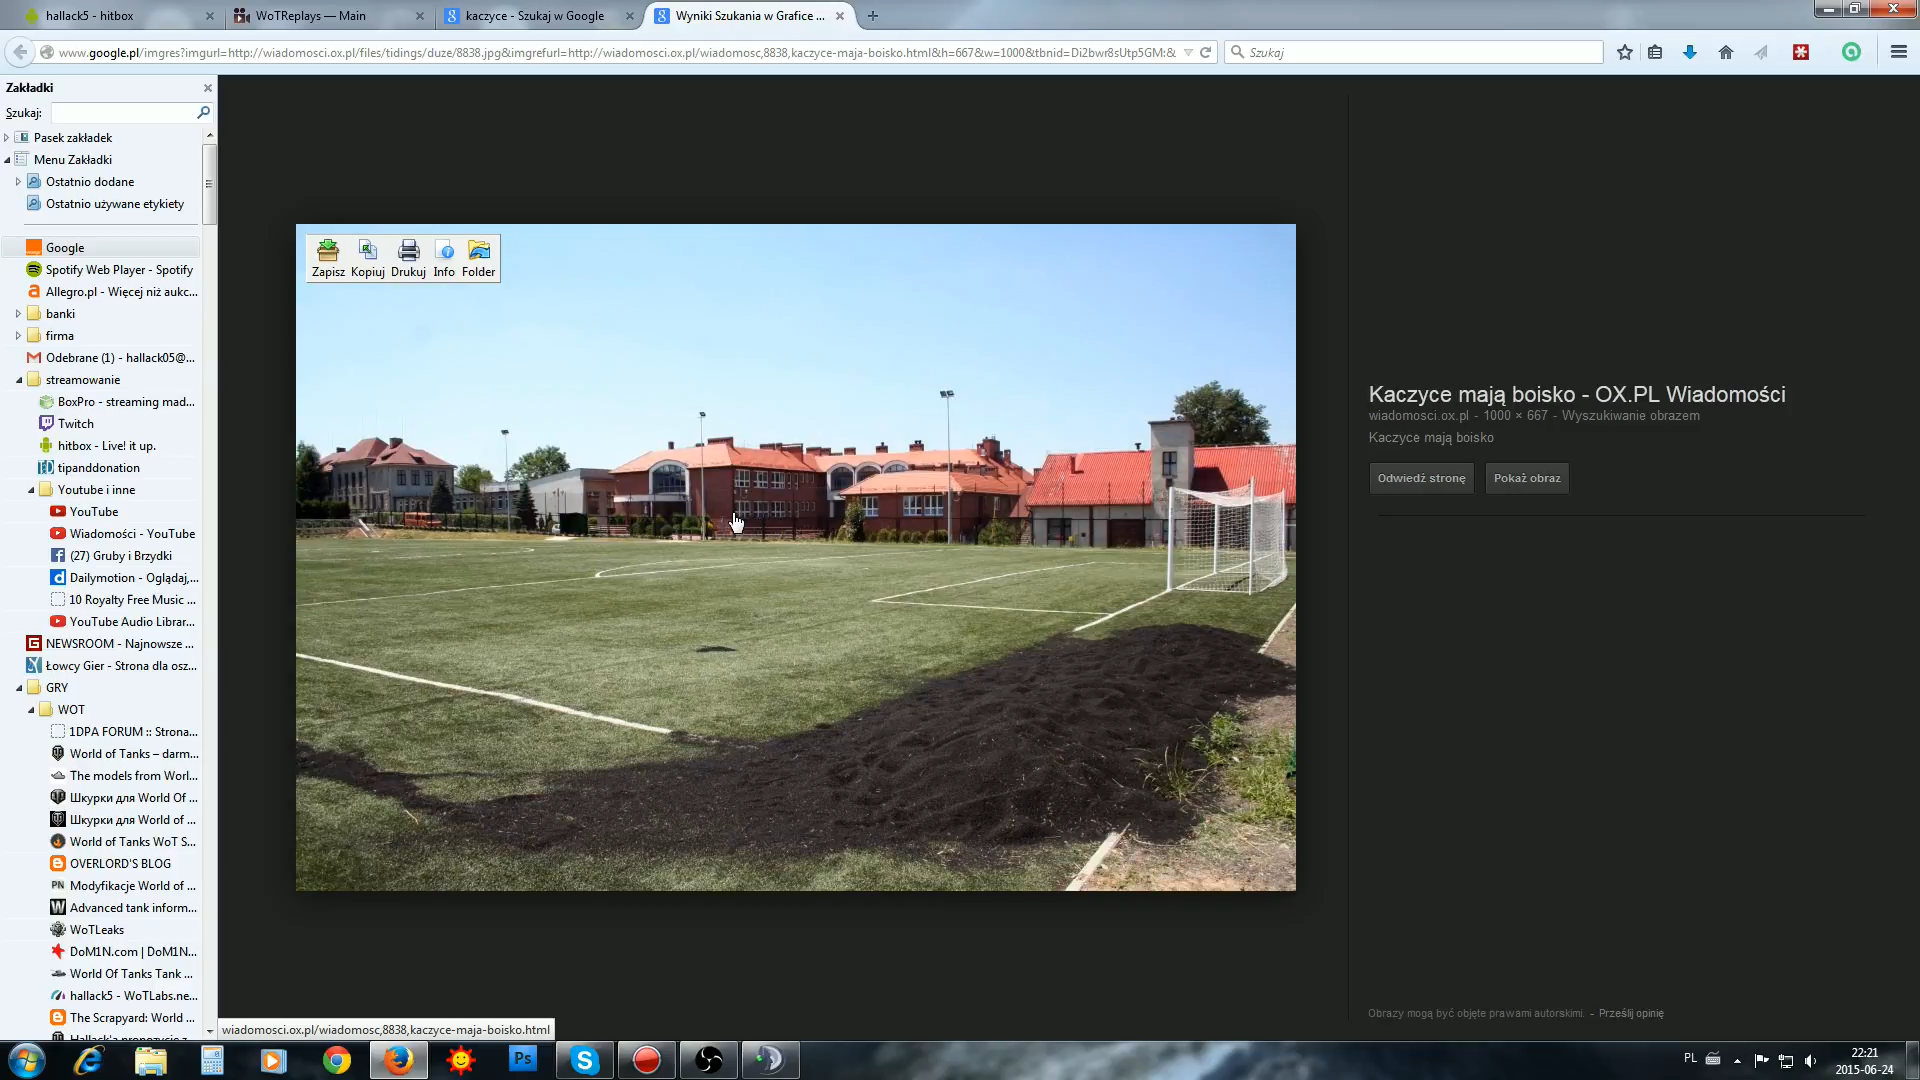 hallack5 - hitbox
WoTReplays — Main
kaczyce - Szukaj w Google
Wyniki Szukania w Grafice ...
www.google.pl/imgres?imgurl=http://wiadomosci.ox.pl/files/tidings/duze/8838.jpg&imgrefurl=http://wiadomosci.ox.pl/wiadomosc,8838,kaczyce-maja-boisko.html&h=667&w=1000&tbnid=Di2bwr8sUtp5GM:&
Szukaj
Zakładki
Szukaj:
Pasek zakładek
Menu Zakładki
Ostatnio dodane
Ostatnio używane etykiety
Google
Spotify Web Player - Spotify
Allegro.pl - Więcej niż aukc...
banki
firma
Odebrane (1) - hallack05@...
streamowanie
BoxPro - streaming mad...
Twitch
hitbox - Live! it up.
tipanddonation
Youtube i inne
YouTube
Wiadomości - YouTube
(27) Gruby i Brzydki
Dailymotion - Oglądaj,...
10 Royalty Free Music ...
YouTube Audio Librar...
NEWSROOM - Najnowsze ...
Łowcy Gier - Strona dla osz...
GRY
WOT
1DPA FORUM :: Strona...
World of Tanks – darm...
The models from Worl...
Шкурки для World Of ...
Шкурки для World of ...
World of Tanks WoT S...
OVERLORD'S BLOG
Modyfikacje World of ...
Advanced tank inform...
WoTLeaks
DoM1N.com | DoM1N...
World Of Tanks Tank ...
hallack5 - WoTLabs.ne...
The Scrapyard: World ...
Hallack'a propozycje z
Zapisz Kopiuj Drukuj Info Folder
Kaczyce mają boisko - OX.PL Wiadomości
wiadomosci.ox.pl - 1000 × 667 - Wyszukiwanie obrazem
Kaczyce mają boisko
Odwiedź stronę Pokaż obraz
Obrazy mogą być objęte prawami autorskimi. - Prześlij opinię
wiadomosci.ox.pl/wiadomosc,8838,kaczyce-maja-boisko.html
Ps
PL
22:21
2015-06-24